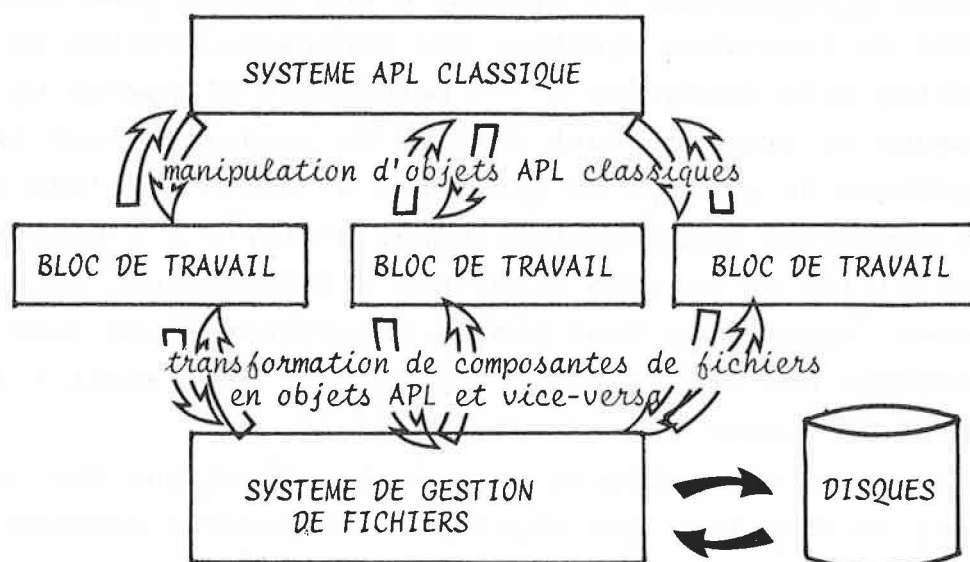 SYSTEME APL CLASSIQUE
manipulation d'objets APL classiques
BLOC DE TRAVAIL
BLOC DE TRAVAIL
BLOC DE TRAVAIL
transformation de composantes de fichiers
en objets APL et vice-versa
SYSTEME DE GESTION
DE FICHIERS
DISQUES